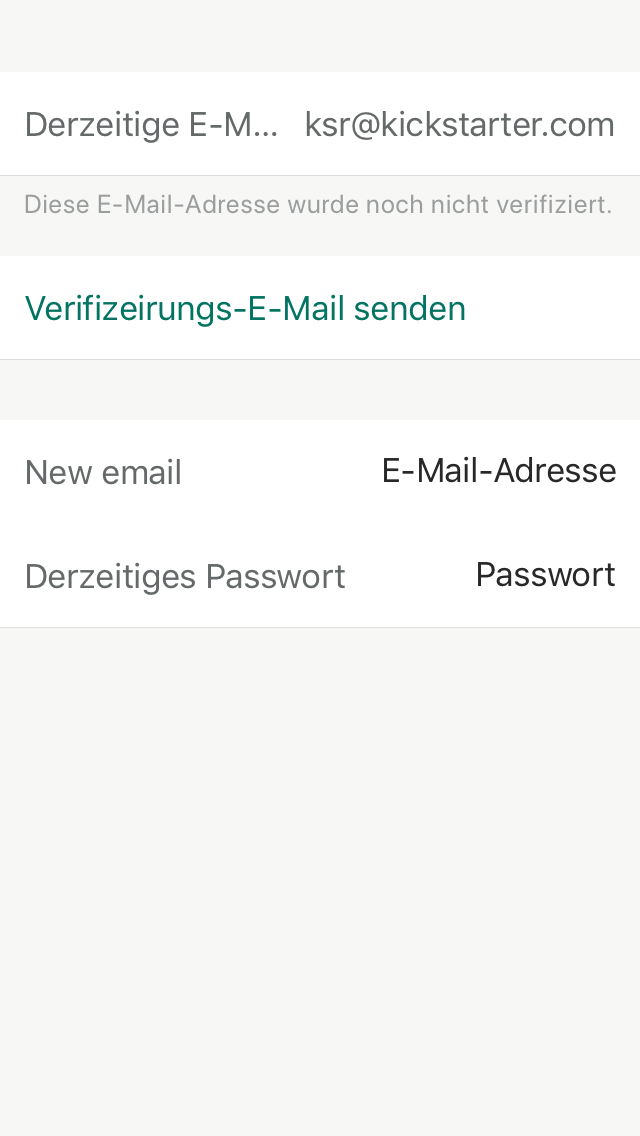 Derzeitige E-M... ksr@kickstarter.com
Diese E-Mail-Adresse wurde noch nicht verifiziert.
Verifizeirungs-E-Mail senden
New email E-Mail-Adresse
Derzeitiges Passwort Passwort